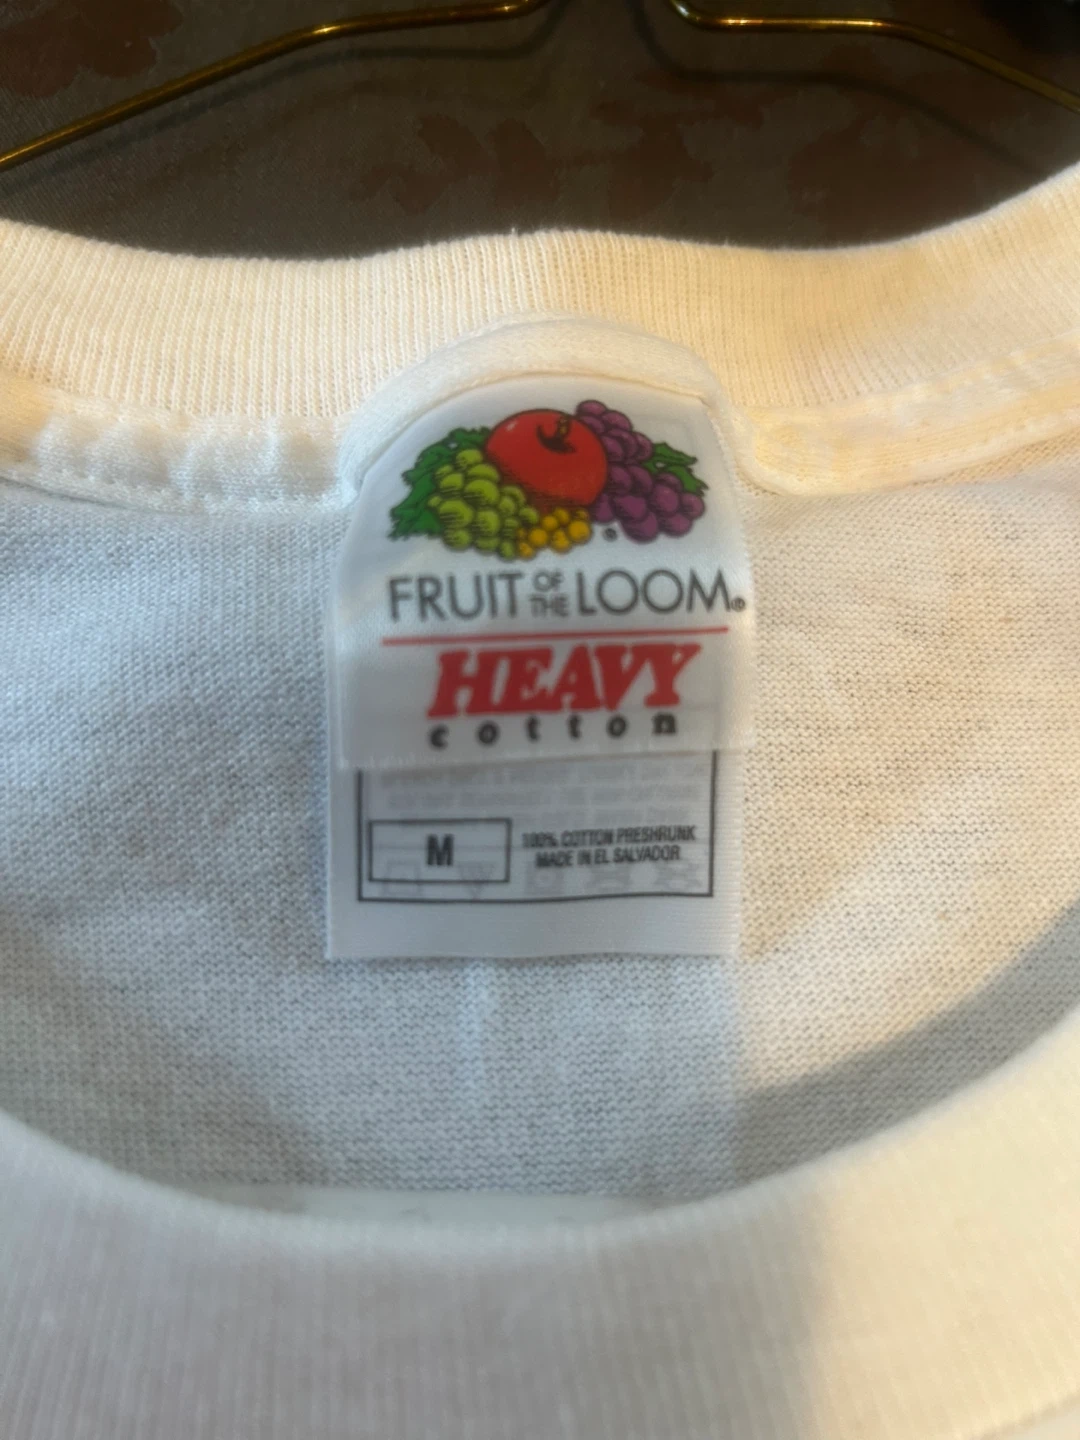 FRUIT OF THE LOOM®
HEAVY
cotton
M
100% COTTON PRESHRUNK
MADE IN EL SALVADOR